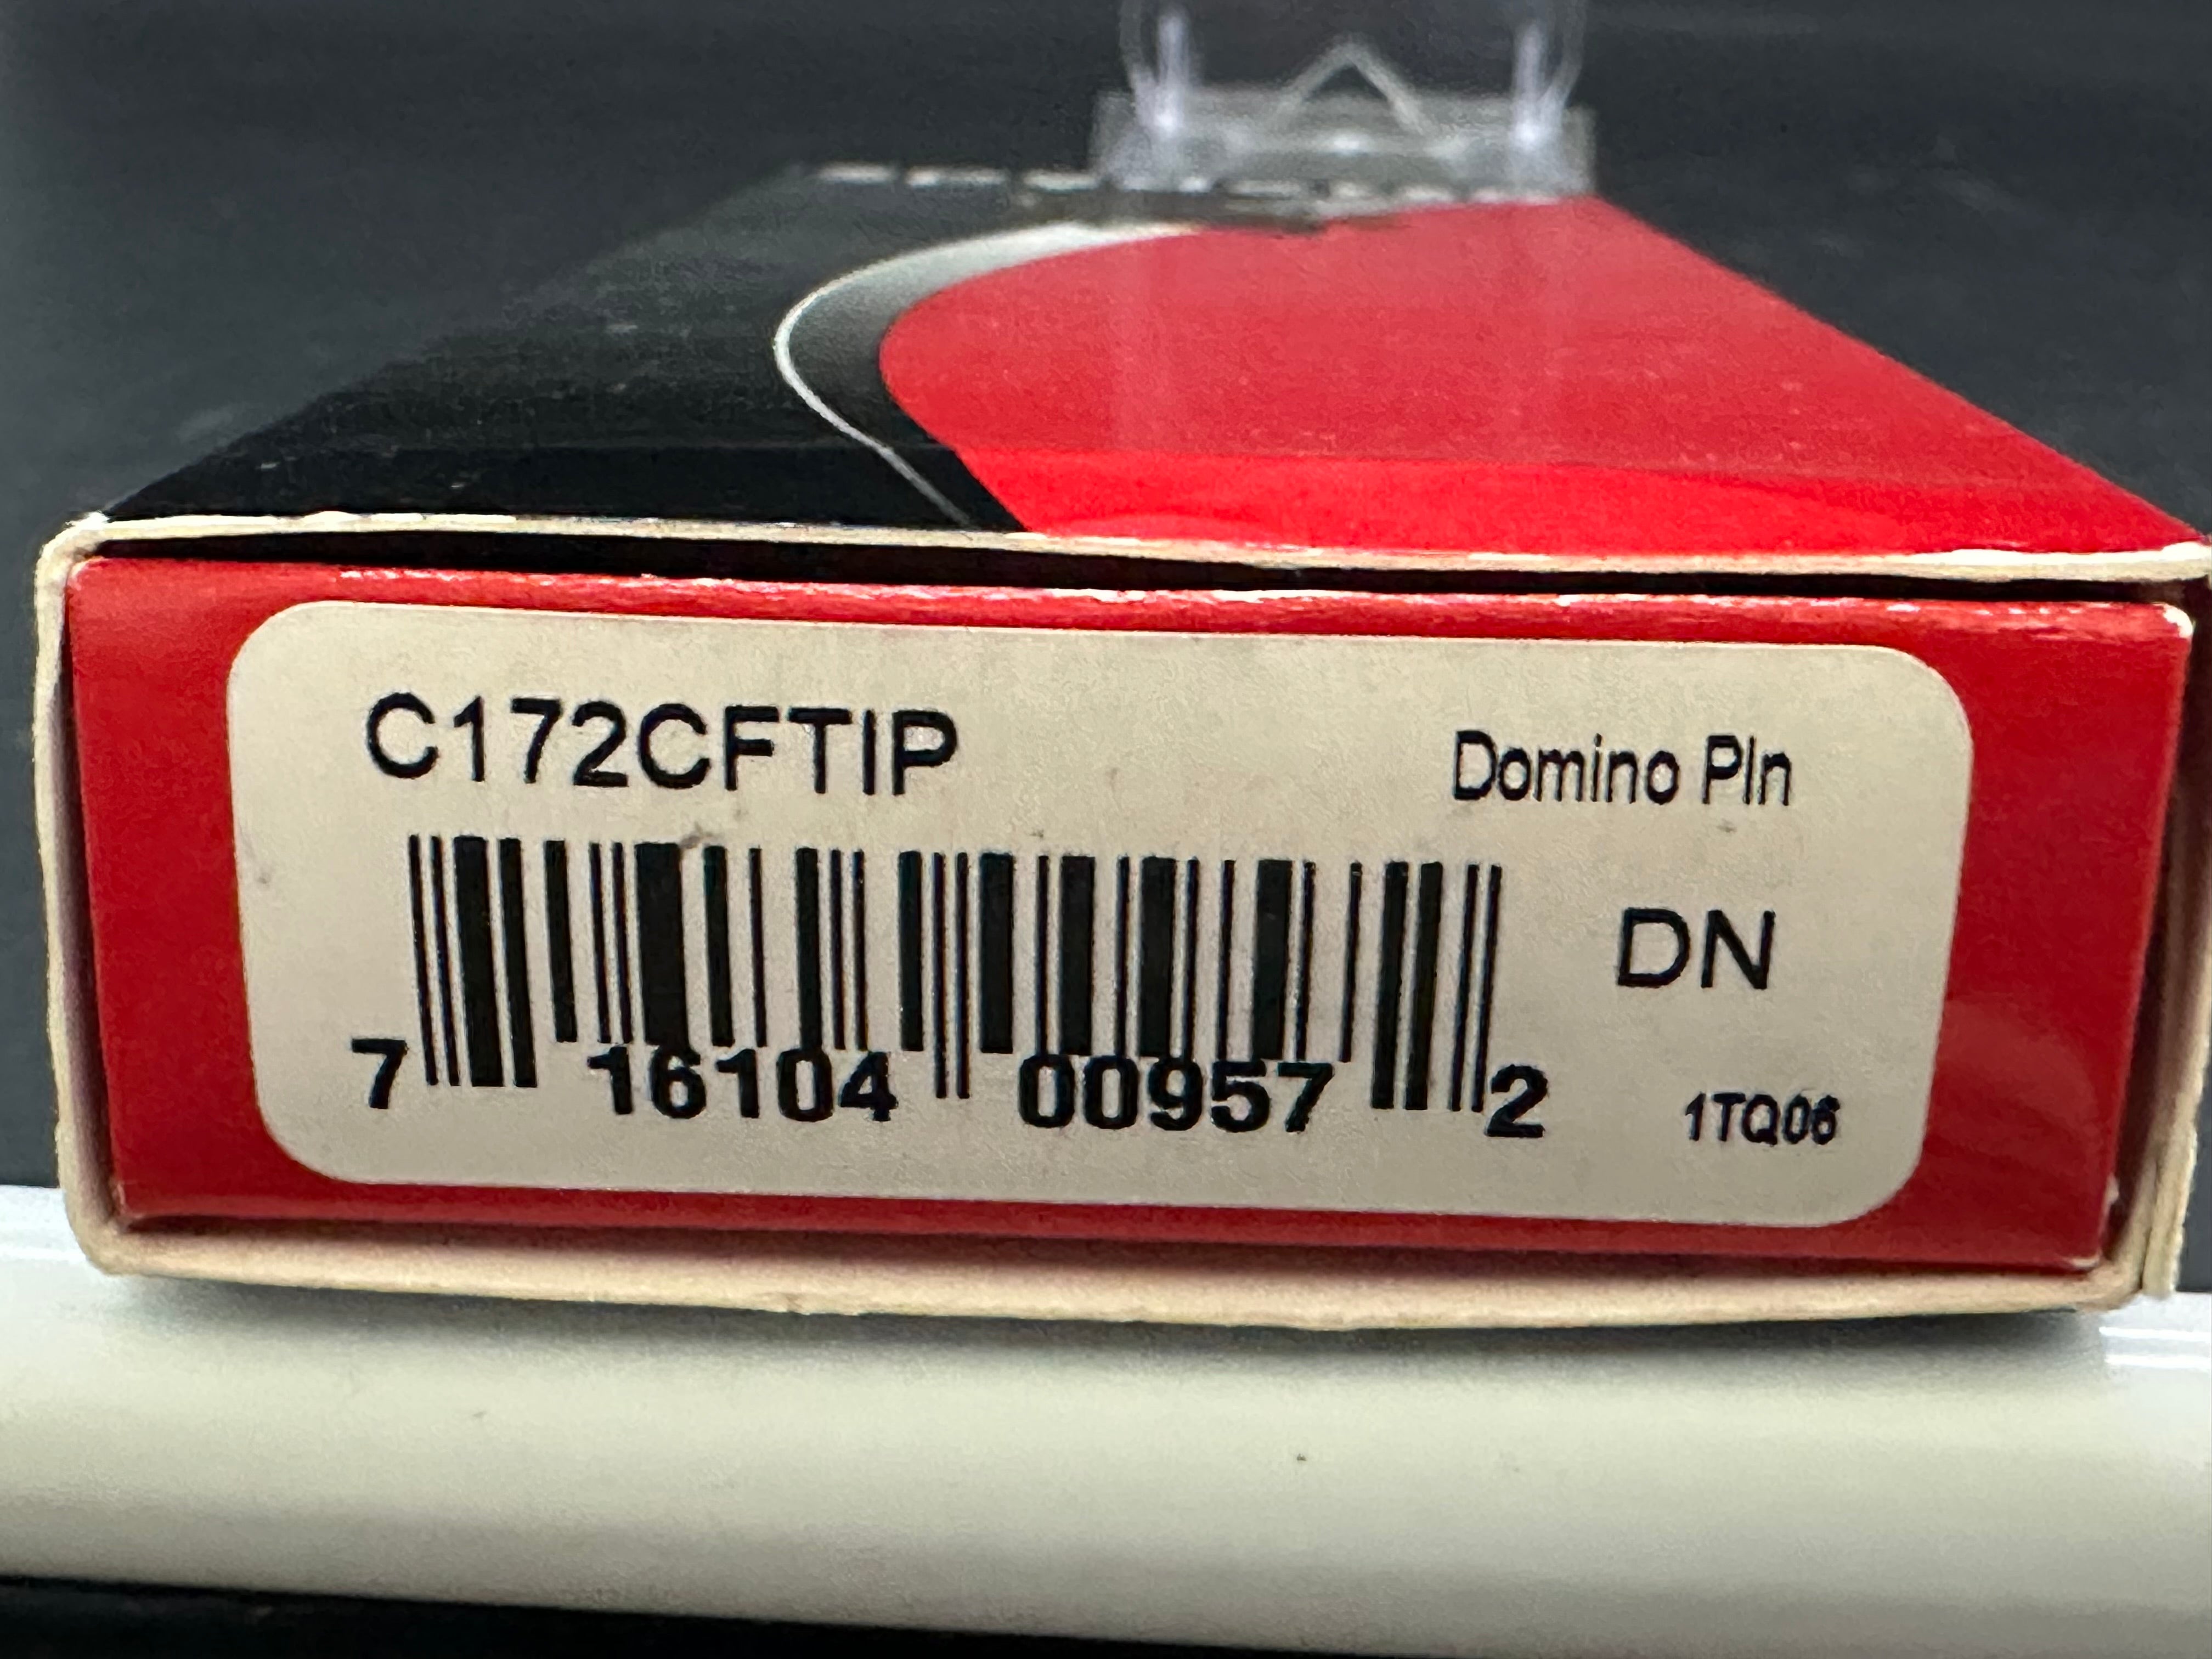 C172CFTIP
Domino Pln
DN
7 16104 00957 2
1TQ06